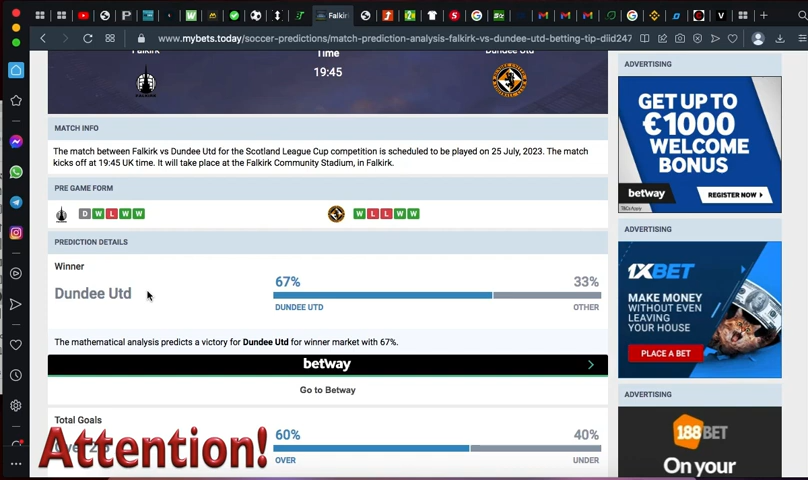 Falkirk
www.mybets.today/soccer-predictions/match-prediction-analysis-falkirk-vs-dundee-utd-betting-tip-diid247
Falkirk
Time
Dundee Utd
19:45
MATCH INFO
The match between Falkirk vs Dundee Utd for the Scotland League Cup competition is scheduled to be played on 25 July, 2023. The match
kicks off at 19:45 UK time. It will take place at the Falkirk Community Stadium, in Falkirk.
PRE GAME FORM
D W L W W
W L L W W
PREDICTION DETAILS
Winner
Dundee Utd
67%
33%
DUNDEE UTD
OTHER
The mathematical analysis predicts a victory for Dundee Utd for winner market with 67%.
betway
Go to Betway
Total Goals
60%
40%
OVER
UNDER
Attention!
ADVERTISING
GET UP TO
€1000
WELCOME
BONUS
betway
REGISTER NOW
ADVERTISING
1XBET
MAKE MONEY
WITHOUT EVEN
LEAVING
YOUR HOUSE
PLACE A BET
ADVERTISING
188BET
On your